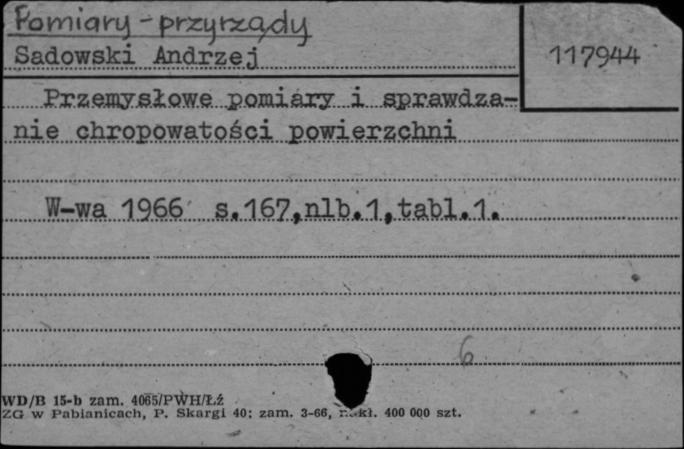 Pomiary - przyrządy
Sadowski Andrzej
117944
Przemysłowe pomiary i sprawdza-
nie chropowatości powierzchni
W-wa 1966 s.167,nlb.1,tabl.1.
6
WD/B 15-b zam. 4065/PWH/Łź
ZG w Pabianicach, P. Skargi 40; zam. 3-66, nakł. 400 000 szt.